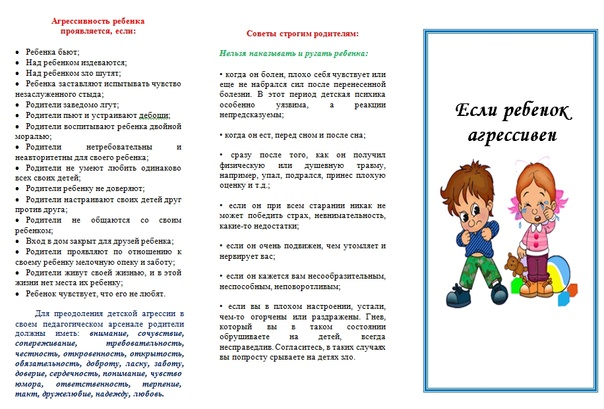 Агрессивность ребенка
проявляется, если:
• Ребенка бьют;
• Над ребенком издеваются;
• Над ребенком зло шутят;
• Ребенка заставляют испытывать чувство
незаслуженного стыда;
• Родители заведомо лгут;
• Родители пьют и устраивают дебоши;
• Родители воспитывают ребенка двойной
моралью;
• Родители нетребовательны и
неавторитетны для своего ребенка;
• Родители не умеют любить одинаково
всех своих детей;
• Родители ребенку не доверяют;
• Родители настраивают своих детей друг
против друга;
• Родители не общаются со своим
ребенком;
• Вход в дом закрыт для друзей ребенка;
• Родители проявляют по отношению к
своему ребенку мелочную опеку и заботу;
• Родители живут своей жизнью, и в этой
жизни нет места их ребенку;
• Ребенок чувствует, что его не любят.
Для преодоления детской агрессии в
своем педагогическом арсенале родители
должны иметь: внимание, сочувствие,
сопереживание, требовательность,
честность, откровенность, открытость,
обязательность, доброту, ласку, заботу,
доверие, сердечность, понимание, чувство
юмора, ответственность, терпение,
такт, дружелюбие, надежду, любовь.
Советы строгим родителям:
Нельзя наказывать и ругать ребенка:
• когда он болен, плохо себя чувствует или
еще не набрался сил после перенесенной
болезни. В этот период детская психика
особенно уязвима, а реакции
непредсказуемы;
• когда он ест, перед сном и после сна;
• сразу после того, как он получил
физическую или душевную травму,
например, упал, подрался, принес плохую
оценку и т.д.;
• если он при всем старании никак не
может победить страх, невнимательность,
какие-то недостатки;
• если он очень подвижен, чем утомляет и
нервирует вас;
• если он кажется вам несообразительным,
неспособным, неповоротливым;
• если вы в плохом настроении, устали,
чем-то огорчены или раздражены. Гнев,
который вы в таком состоянии
обрушиваете на детей, всегда
несправедлив. Согласитесь, в таких случаях
вы попросту срываете на детях зло.
Если ребенок
агрессивен